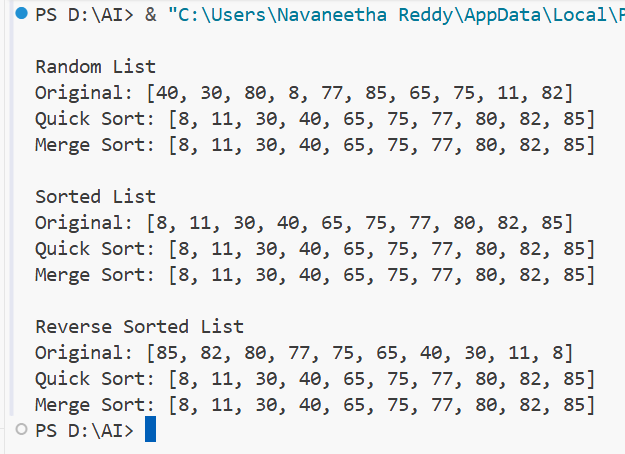 PS D:\AI> & "C:\Users\Navaneetha Reddy\AppData\Local\
Random List
Original: [40, 30, 80, 8, 77, 85, 65, 75, 11, 82]
Quick Sort: [8, 11, 30, 40, 65, 75, 77, 80, 82, 85]
Merge Sort: [8, 11, 30, 40, 65, 75, 77, 80, 82, 85]
Sorted List
Original: [8, 11, 30, 40, 65, 75, 77, 80, 82, 85]
Quick Sort: [8, 11, 30, 40, 65, 75, 77, 80, 82, 85]
Merge Sort: [8, 11, 30, 40, 65, 75, 77, 80, 82, 85]
Reverse Sorted List
Original: [85, 82, 80, 77, 75, 65, 40, 30, 11, 8]
Quick Sort: [8, 11, 30, 40, 65, 75, 77, 80, 82, 85]
Merge Sort: [8, 11, 30, 40, 65, 75, 77, 80, 82, 85]
PS D:\AI>